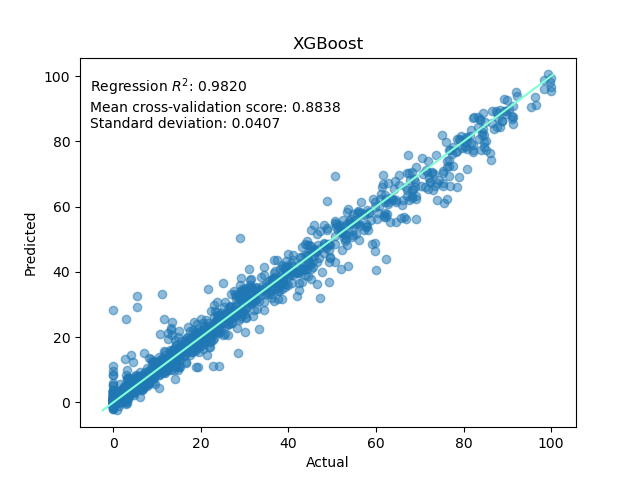 XGBoost
Regression R²: 0.9820
Mean cross-validation score: 0.8838
Standard deviation: 0.0407
100
80
60
40
20
0
Predicted
0 20 40 60 80 100
Actual